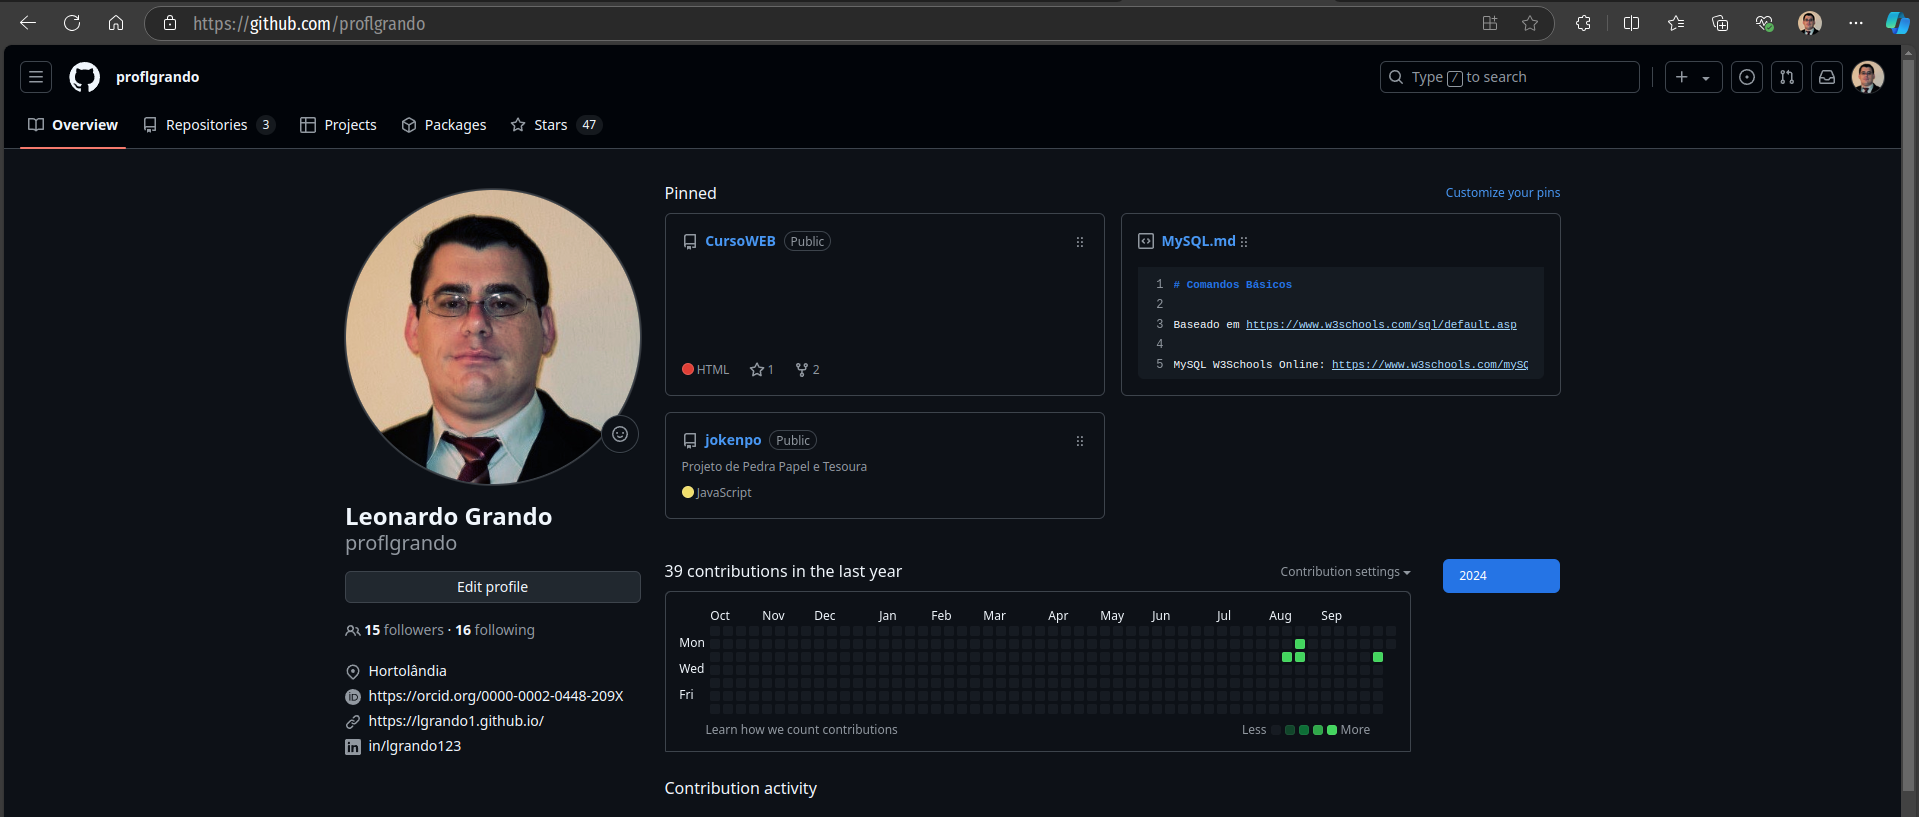 https://github.com/proflgrando
proflgrando
Type / to search
Overview
Repositories 3
Projects
Packages
Stars 47
Leonardo Grando
proflgrando
Edit profile
15 followers · 16 following
Hortolândia
https://orcid.org/0000-0002-0448-209X
https://lgrando1.github.io/
in/lgrando123
Pinned
Customize your pins
CursoWEB Public
HTML 1 2
MySQL.md
1 # Comandos Básicos
2
3 Baseado em https://www.w3schools.com/sql/default.asp
4
5 MySQL W3Schools Online: https://www.w3schools.com/mySQ
jokenpo Public
Projeto de Pedra Papel e Tesoura
JavaScript
39 contributions in the last year
Contribution settings
2024
Oct Nov Dec Jan Feb Mar Apr May Jun Jul Aug Sep
Mon
Wed
Fri
Learn how we count contributions
Less More
Contribution activity